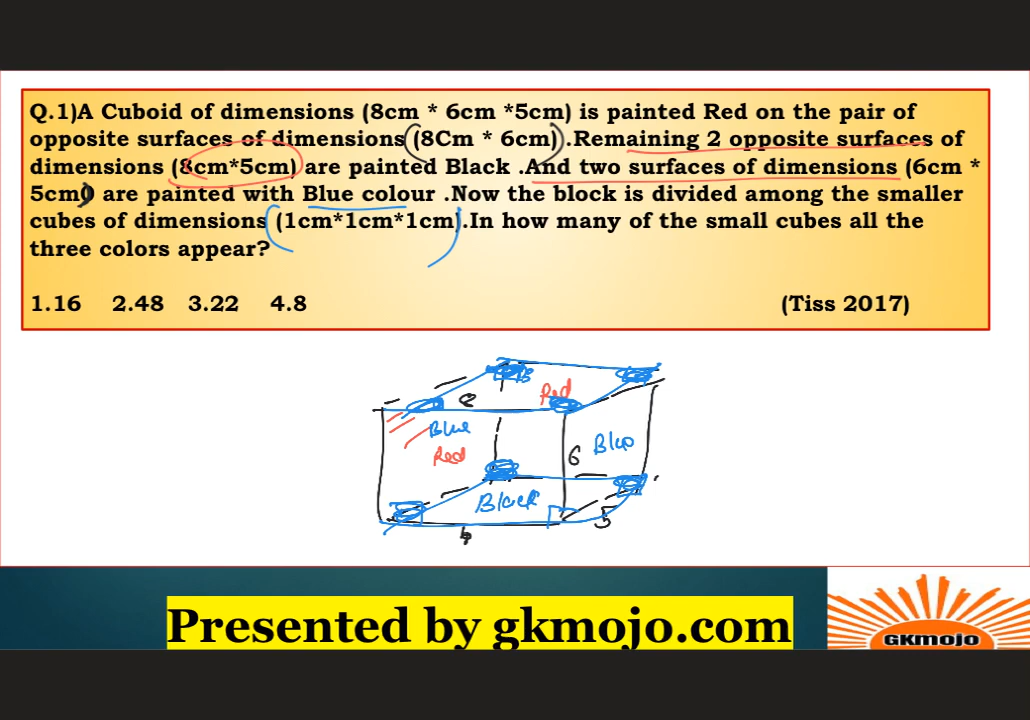 Q.1)A Cuboid of dimensions (8cm * 6cm *5cm) is painted Red on the pair of
opposite surfaces of dimensions (8Cm * 6cm) .Remaining 2 opposite surfaces of
dimensions (8cm*5cm) are painted Black .And two surfaces of dimensions (6cm *
5cm) are painted with Blue colour .Now the block is divided among the smaller
cubes of dimensions (1cm*1cm*1cm).In how many of the small cubes all the
three colors appear?
1.16 2.48 3.22 4.8 (Tiss 2017)
Red
Blue
Red
6
Black
5
Presented by gkmojo.com
GKmojo